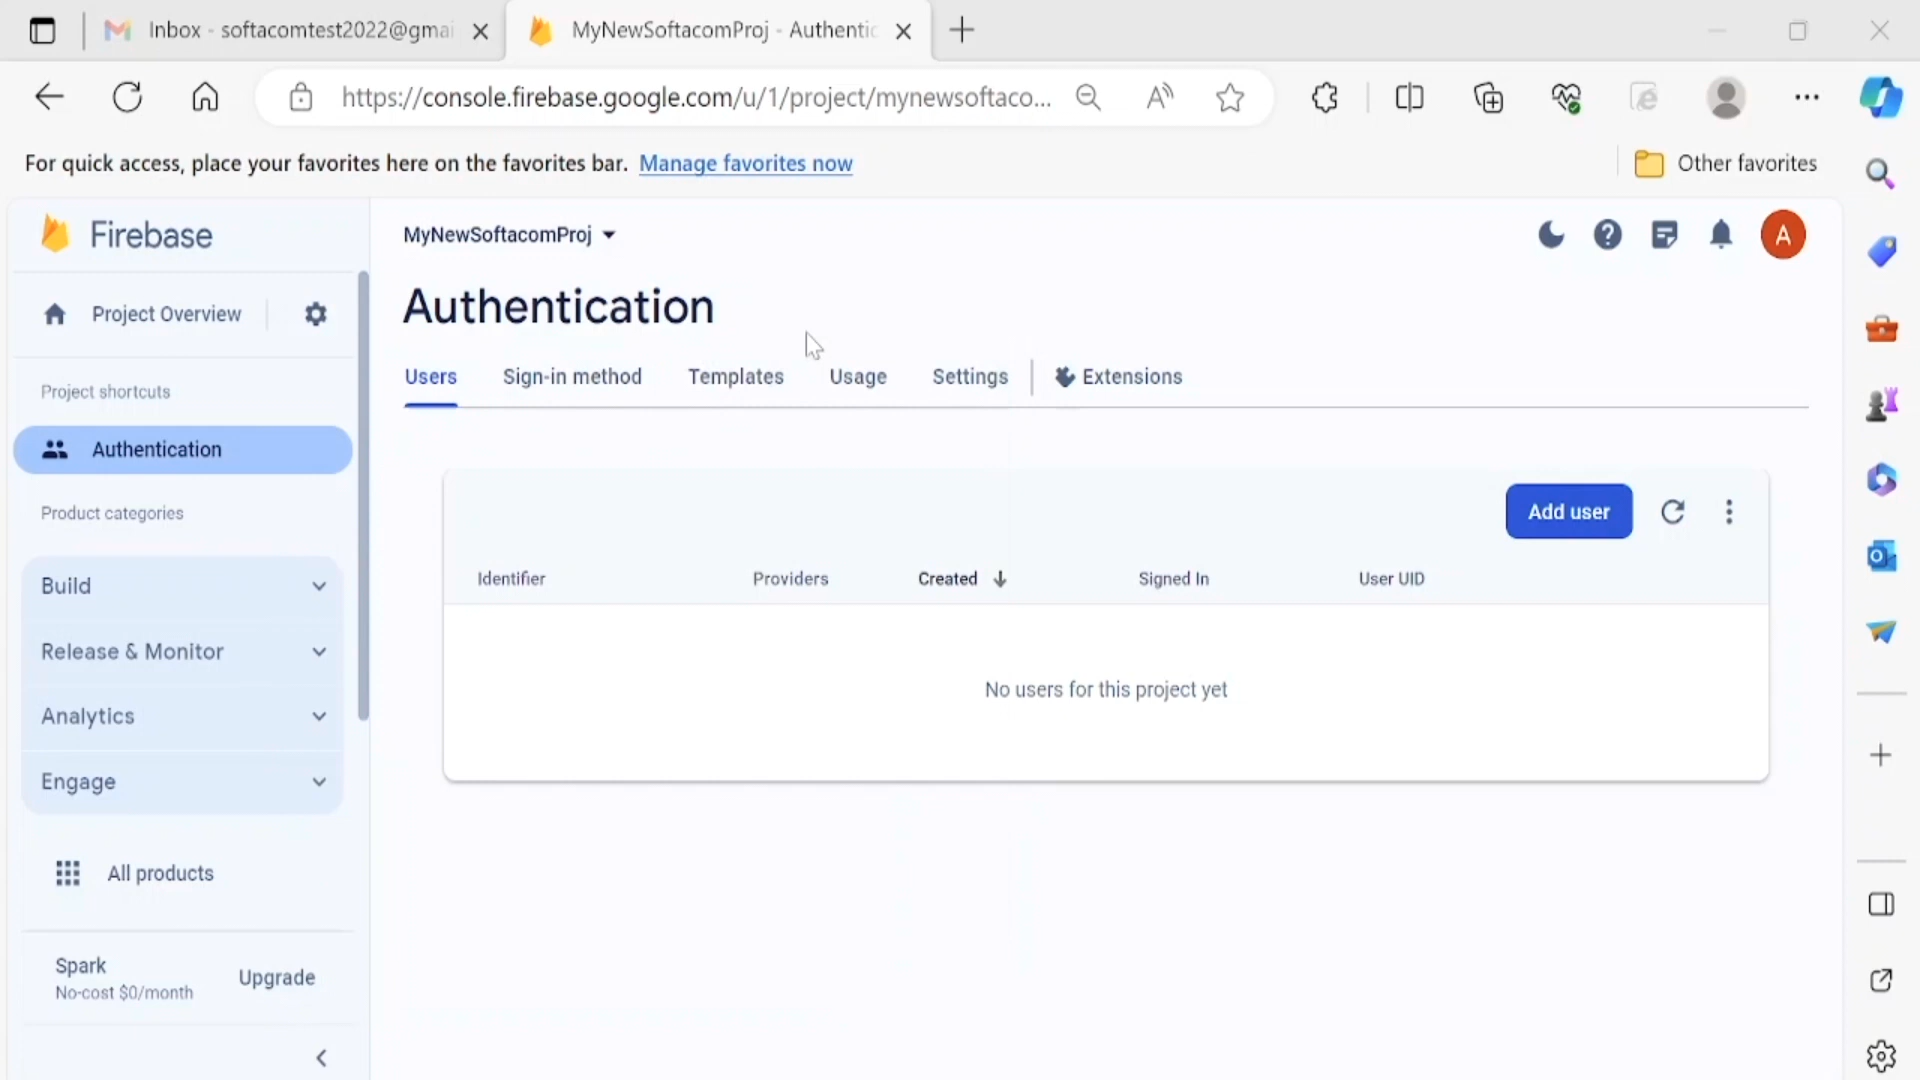 Inbox - softacomtest2022@gmai
MyNewSoftacomProj - Authentic
https://console.firebase.google.com/u/1/project/mynewsoftaco...
For quick access, place your favorites here on the favorites bar. Manage favorites now
Other favorites
Firebase
MyNewSoftacomProj
A
Authentication
Project Overview
Users
Sign-in method
Templates
Usage
Settings
Extensions
Project shortcuts
Authentication
Product categories
Add user
Identifier
Providers
Created
Signed In
User UID
Build
Release & Monitor
No users for this project yet
Analytics
Engage
All products
Spark
No-cost $0/month
Upgrade